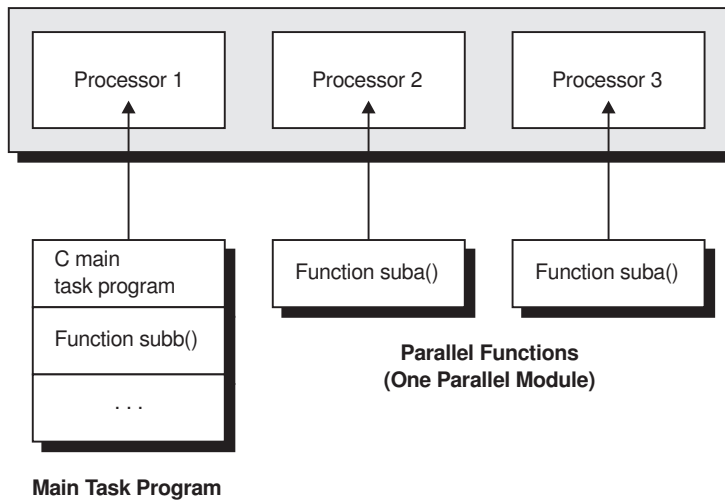 Processor 1
Processor 2
Processor 3
C main
task program
Function subb()
. . .
Function suba()
Function suba()
Parallel Functions
(One Parallel Module)
Main Task Program